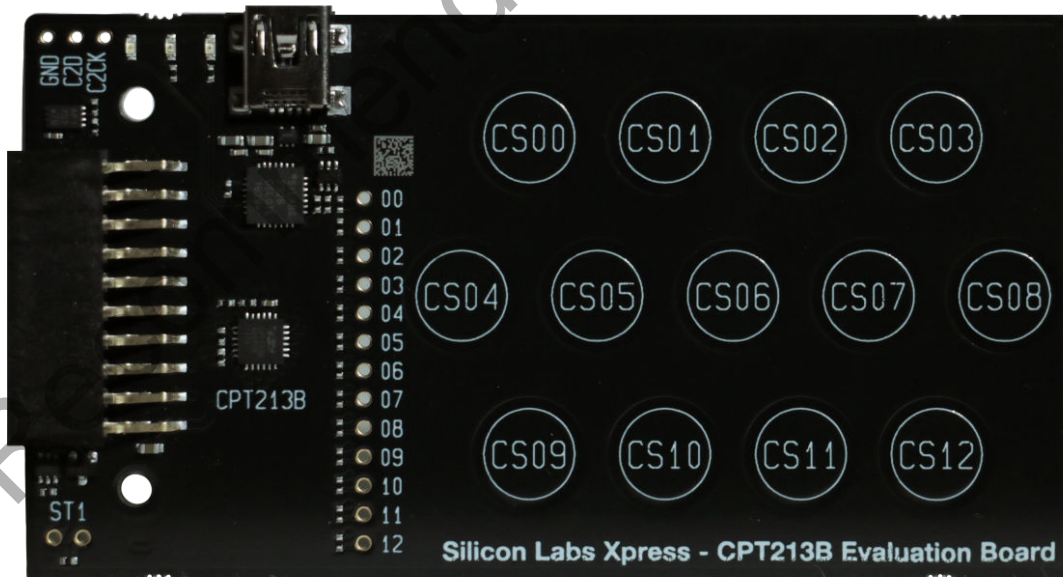 GND
C2D
C2CK
CS00 CS01 CS02 CS03
00
01
02
03
04
05
06
07
08
09
10
11
12
CS04 CS05 CS06 CS07 CS08
CPT213B
CS09 CS10 CS11 CS12
ST1
Silicon Labs Xpress - CPT213B Evaluation Board